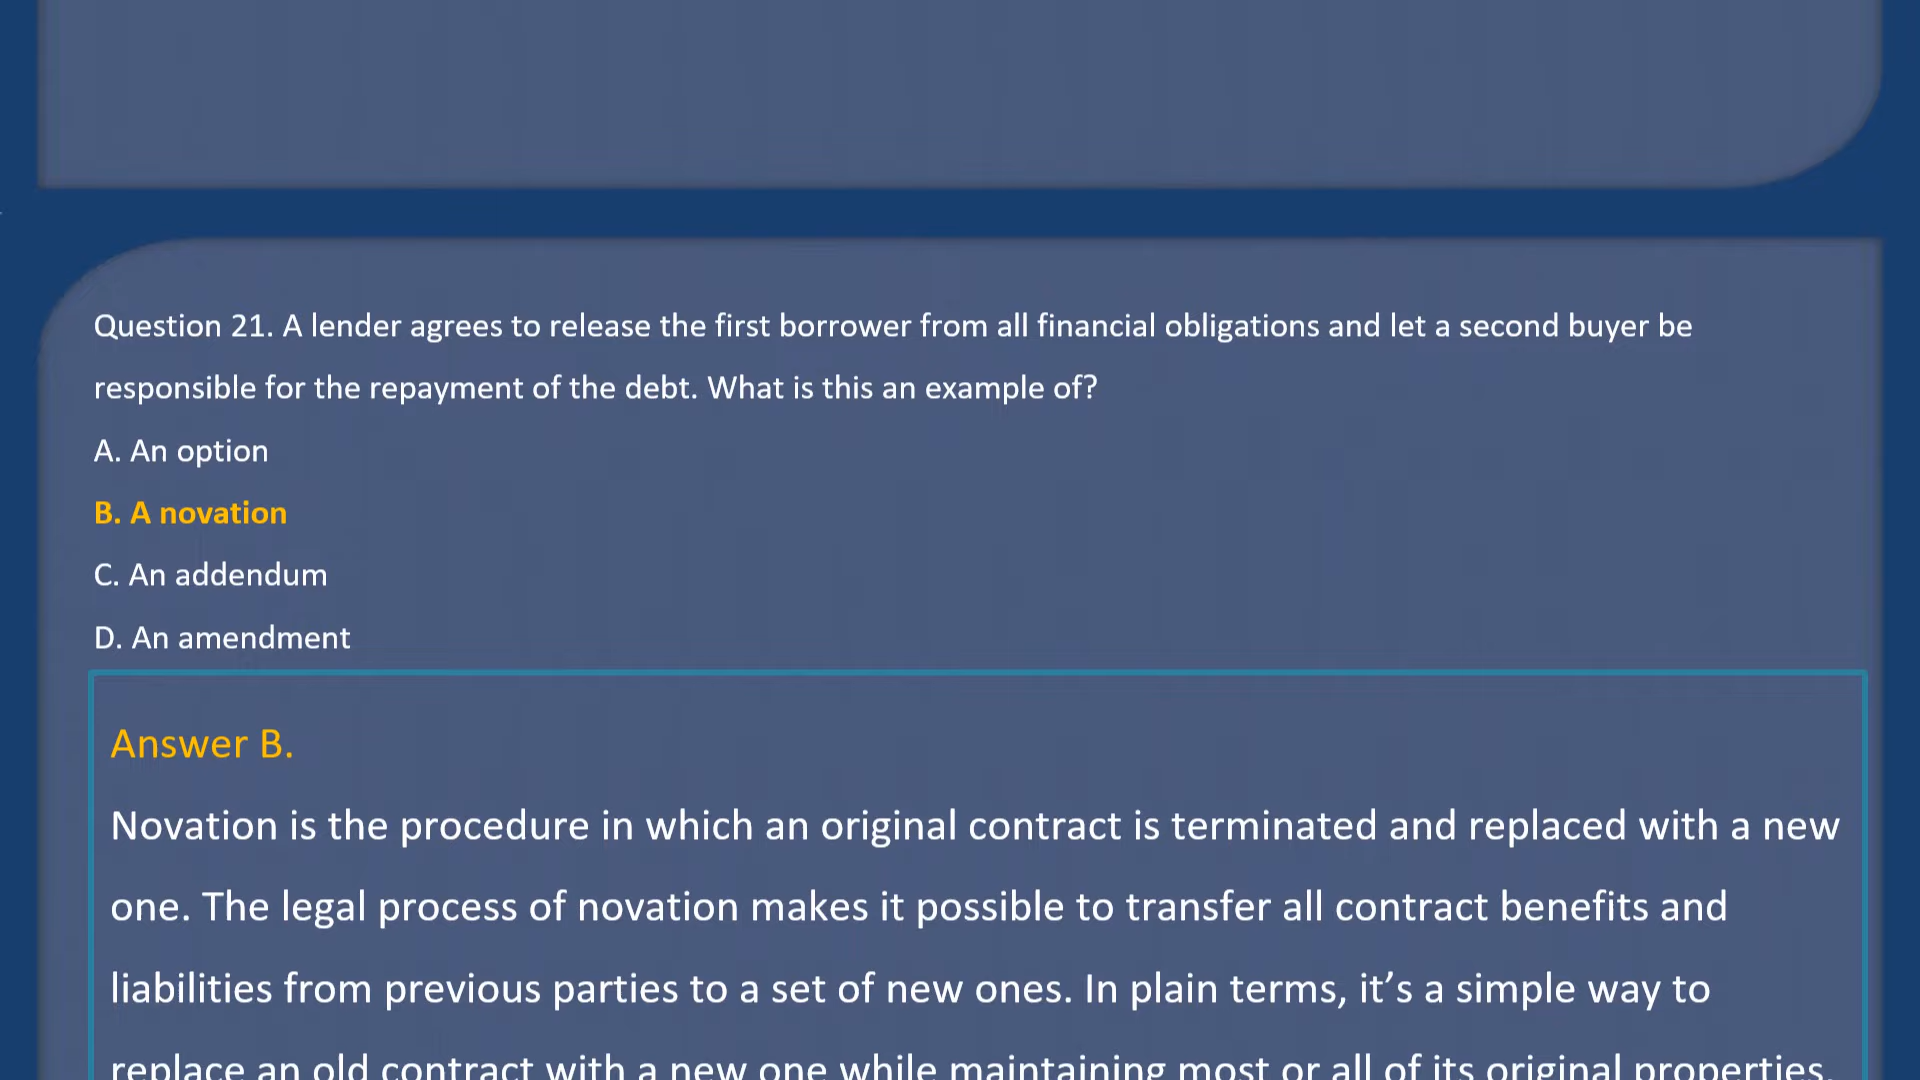 Question 21. A lender agrees to release the first borrower from all financial obligations and let a second buyer be
responsible for the repayment of the debt. What is this an example of?
A. An option
B. A novation
C. An addendum
D. An amendment
Answer B.
Novation is the procedure in which an original contract is terminated and replaced with a new
one. The legal process of novation makes it possible to transfer all contract benefits and
liabilities from previous parties to a set of new ones. In plain terms, it’s a simple way to
replace an old contract with a new one while maintaining most or all of its original properties.